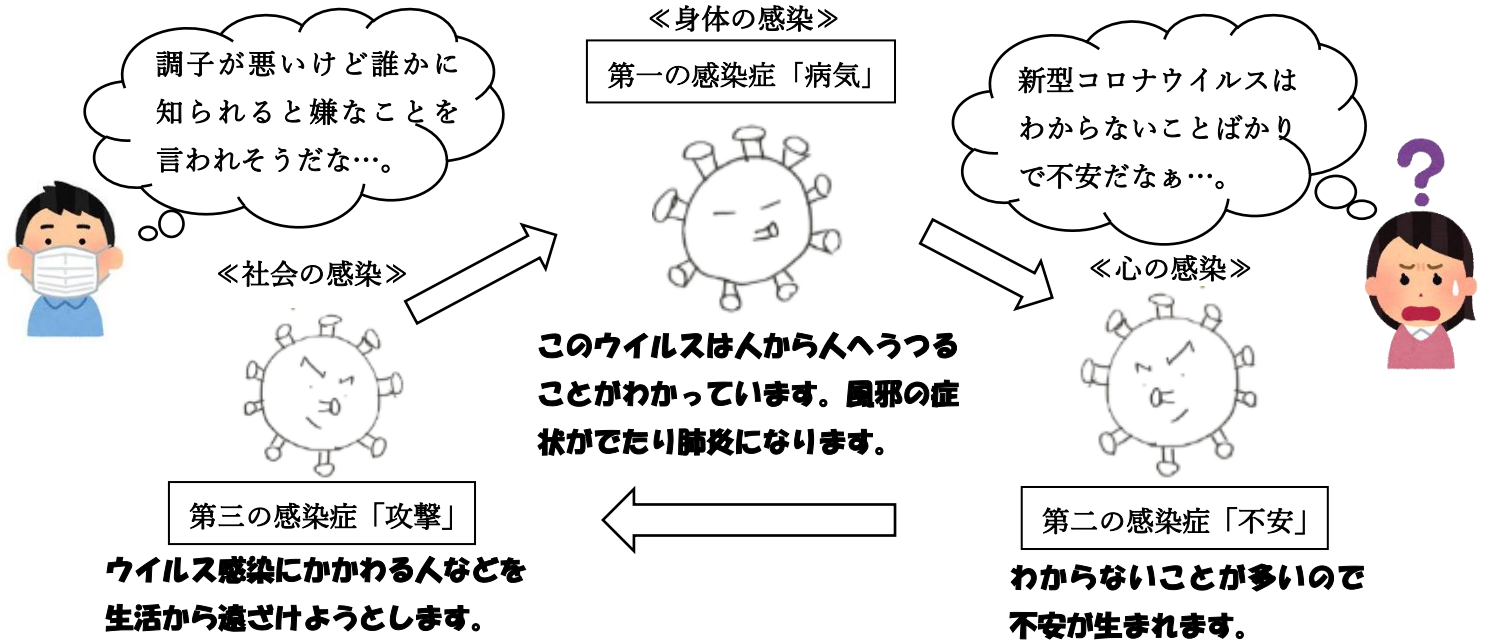 ≪身体の感染≫
第一の感染症「病気」
調子が悪いけど誰かに
知られると嫌なことを
言われそうだな…。
新型コロナウイルスは
わからないことばかり
で不安だなぁ…。
?
≪社会の感染≫
≪心の感染≫
このウイルスは人から人へうつる
ことがわかっています。風邪の症
状がでたり肺炎になります。
第三の感染症「攻撃」
ウイルス感染にかかわる人などを
生活から遠ざけようとします。
第二の感染症「不安」
わからないことが多いので
不安が生まれます。